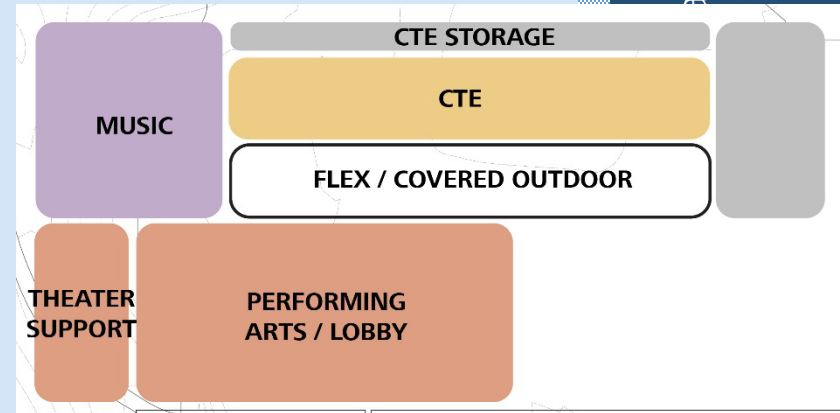 CTE STORAGE
CTE
MUSIC
FLEX / COVERED OUTDOOR
THEATER
SUPPORT
PERFORMING
ARTS / LOBBY